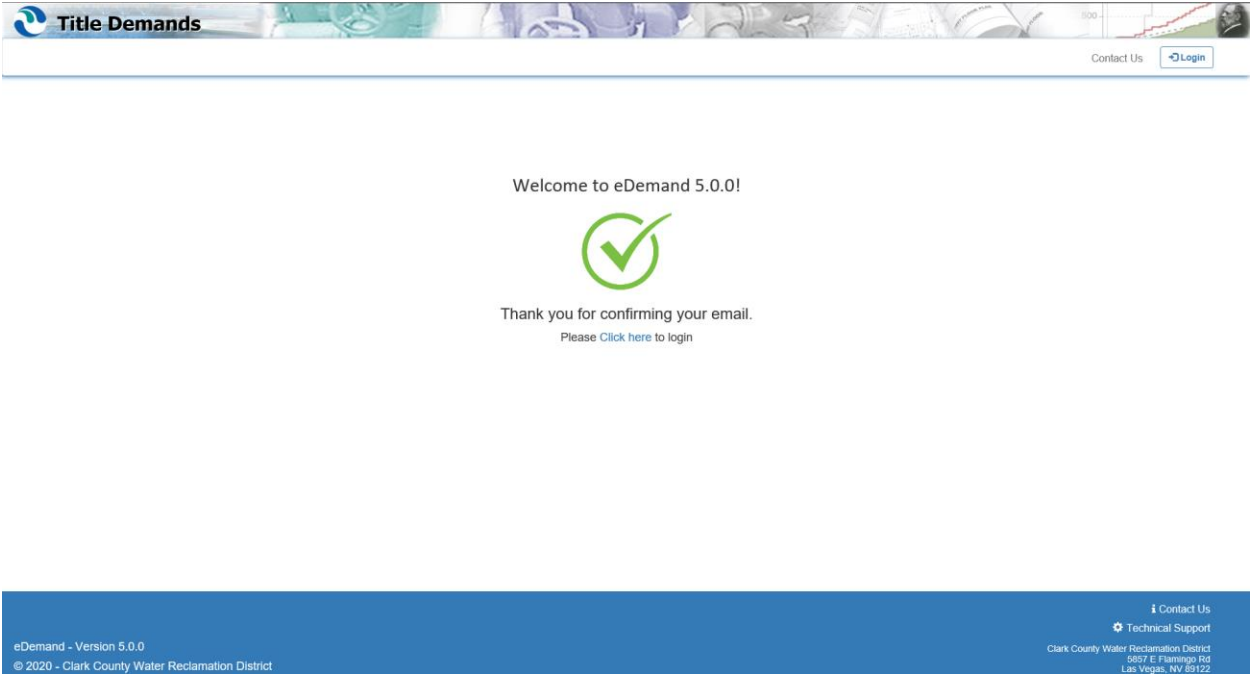 Title Demands
500
Contact Us
Login
Welcome to eDemand 5.0.0!
Thank you for confirming your email.
Please Click here to login
Contact Us
Technical Support
eDemand - Version 5.0.0
© 2020 - Clark County Water Reclamation District
Clark County Water Reclamation District
5857 E Flamingo Rd
Las Vegas, NV 89122